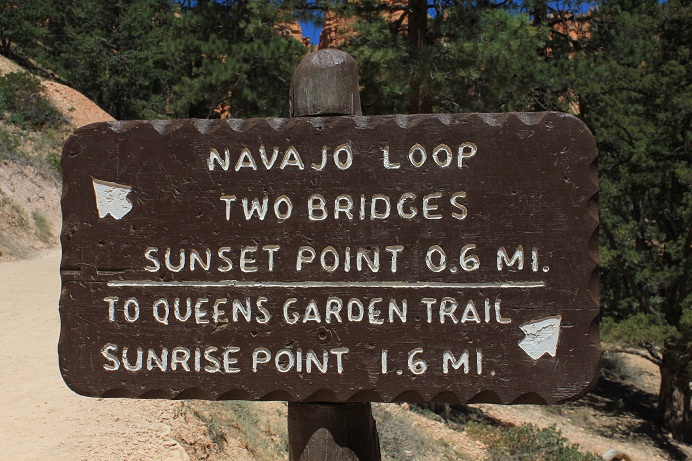 NAVAJO LOOP
TWO BRIDGES
SUNSET POINT 0.6 MI.
TO QUEENS GARDEN TRAIL
SUNRISE POINT 1.6 MI.